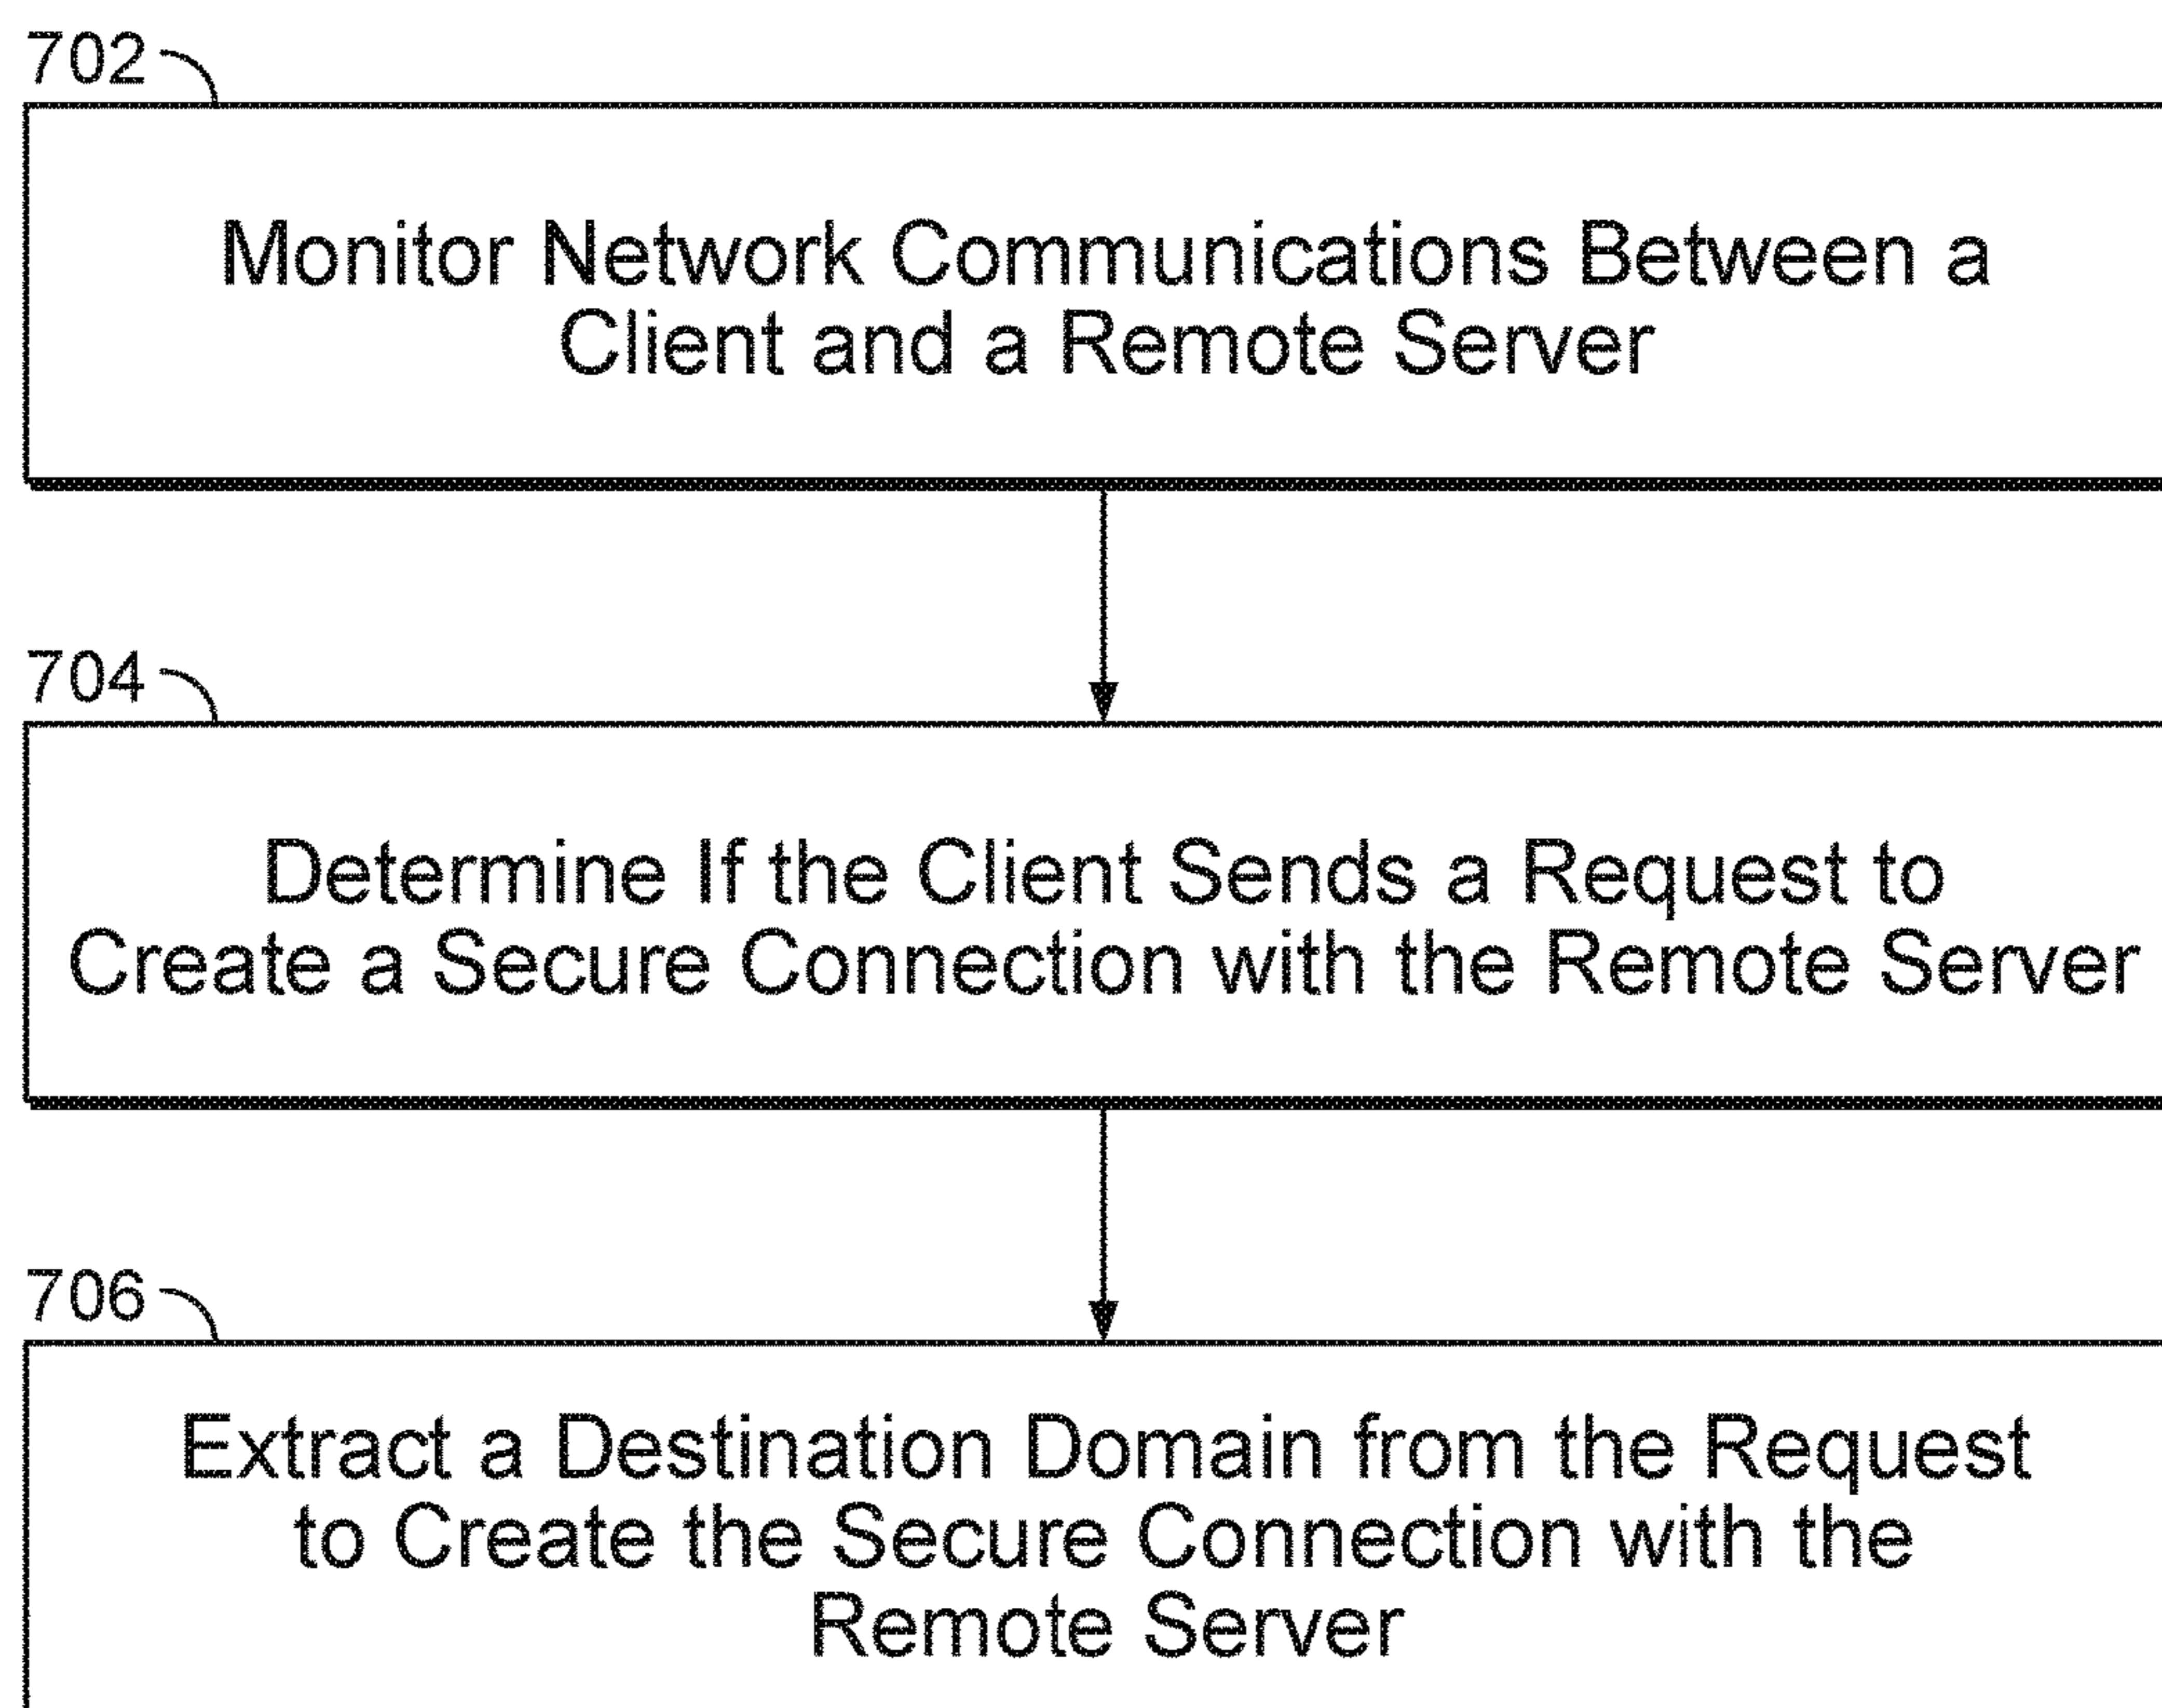 702
Monitor Network Communications Between a
Client and a Remote Server
704
Determine If the Client Sends a Request to
Create a Secure Connection with the Remote Server
706
Extract a Destination Domain from the Request
to Create the Secure Connection with the
Remote Server